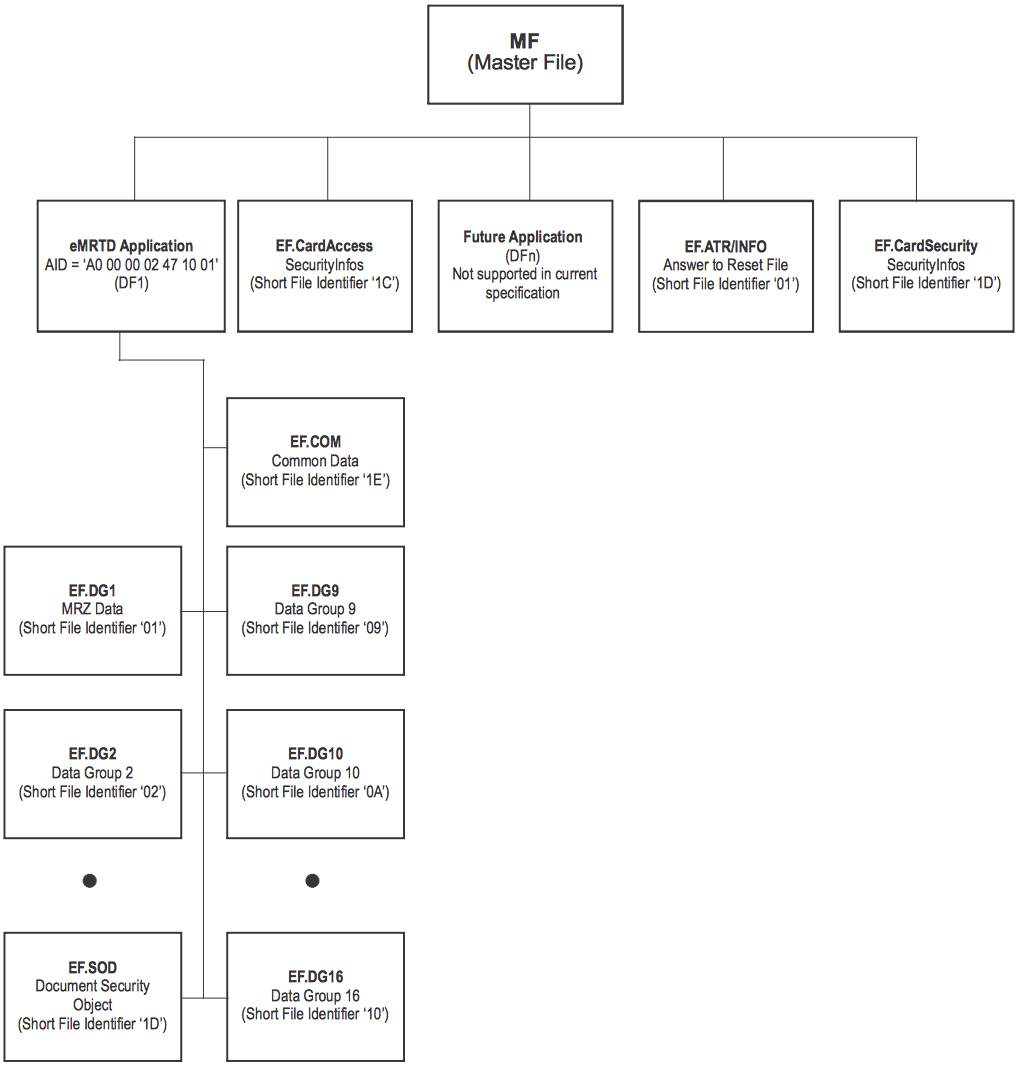 MF
(Master File)
eMRTD Application
AID = 'A0 00 00 02 47 10 01'
(DF1)
EF.CardAccess
SecurityInfos
(Short File Identifier ‘1C’)
Future Application
(DFn)
Not supported in current
specification
EF.ATR/INFO
Answer to Reset File
(Short File Identifier ‘01’)
EF.CardSecurity
SecurityInfos
(Short File Identifier ‘1D’)
EF.COM
Common Data
(Short File Identifier ‘1E’)
EF.DG1
MRZ Data
(Short File Identifier ‘01’)
EF.DG9
Data Group 9
(Short File Identifier ‘09’)
EF.DG2
Data Group 2
(Short File Identifier ‘02’)
EF.DG10
Data Group 10
(Short File Identifier ‘0A’)
EF.SOD
Document Security
Object
(Short File Identifier ‘1D’)
EF.DG16
Data Group 16
(Short File Identifier ‘10’)